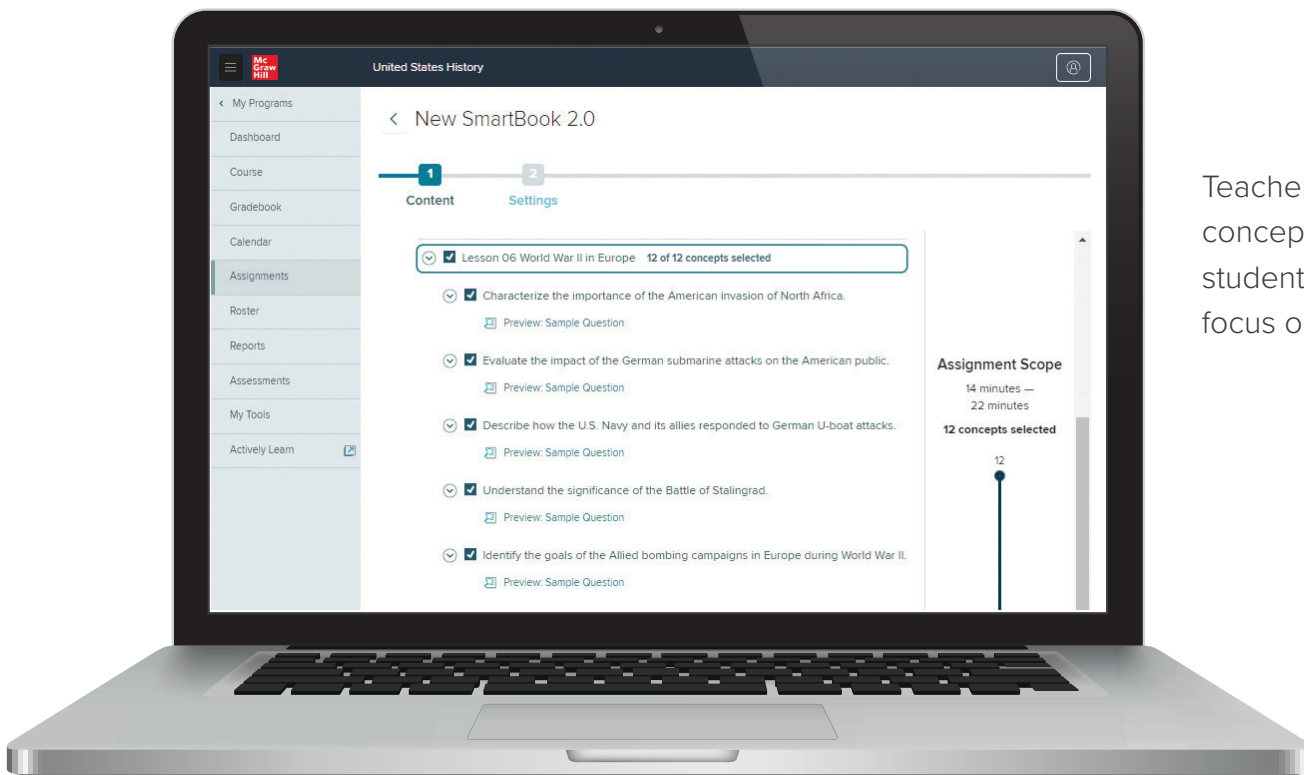 Mc
Graw
Hill
United States History
My Programs
Dashboard
Course
Gradebook
Calendar
Assignments
Roster
Reports
Assessments
My Tools
Actively Learn
New SmartBook 2.0
1
2
Content
Settings
Lesson 06 World War II in Europe 12 of 12 concepts selected
Characterize the importance of the American invasion of North Africa.
Preview: Sample Question
Evaluate the impact of the German submarine attacks on the American public.
Preview: Sample Question
Describe how the U.S. Navy and its allies responded to German U-boat attacks.
Preview: Sample Question
Understand the significance of the Battle of Stalingrad.
Preview: Sample Question
Identify the goals of the Allied bombing campaigns in Europe during World War II.
Preview: Sample Question
Assignment Scope
14 minutes —
22 minutes
12 concepts selected
12
Teache
concep
student
focus o